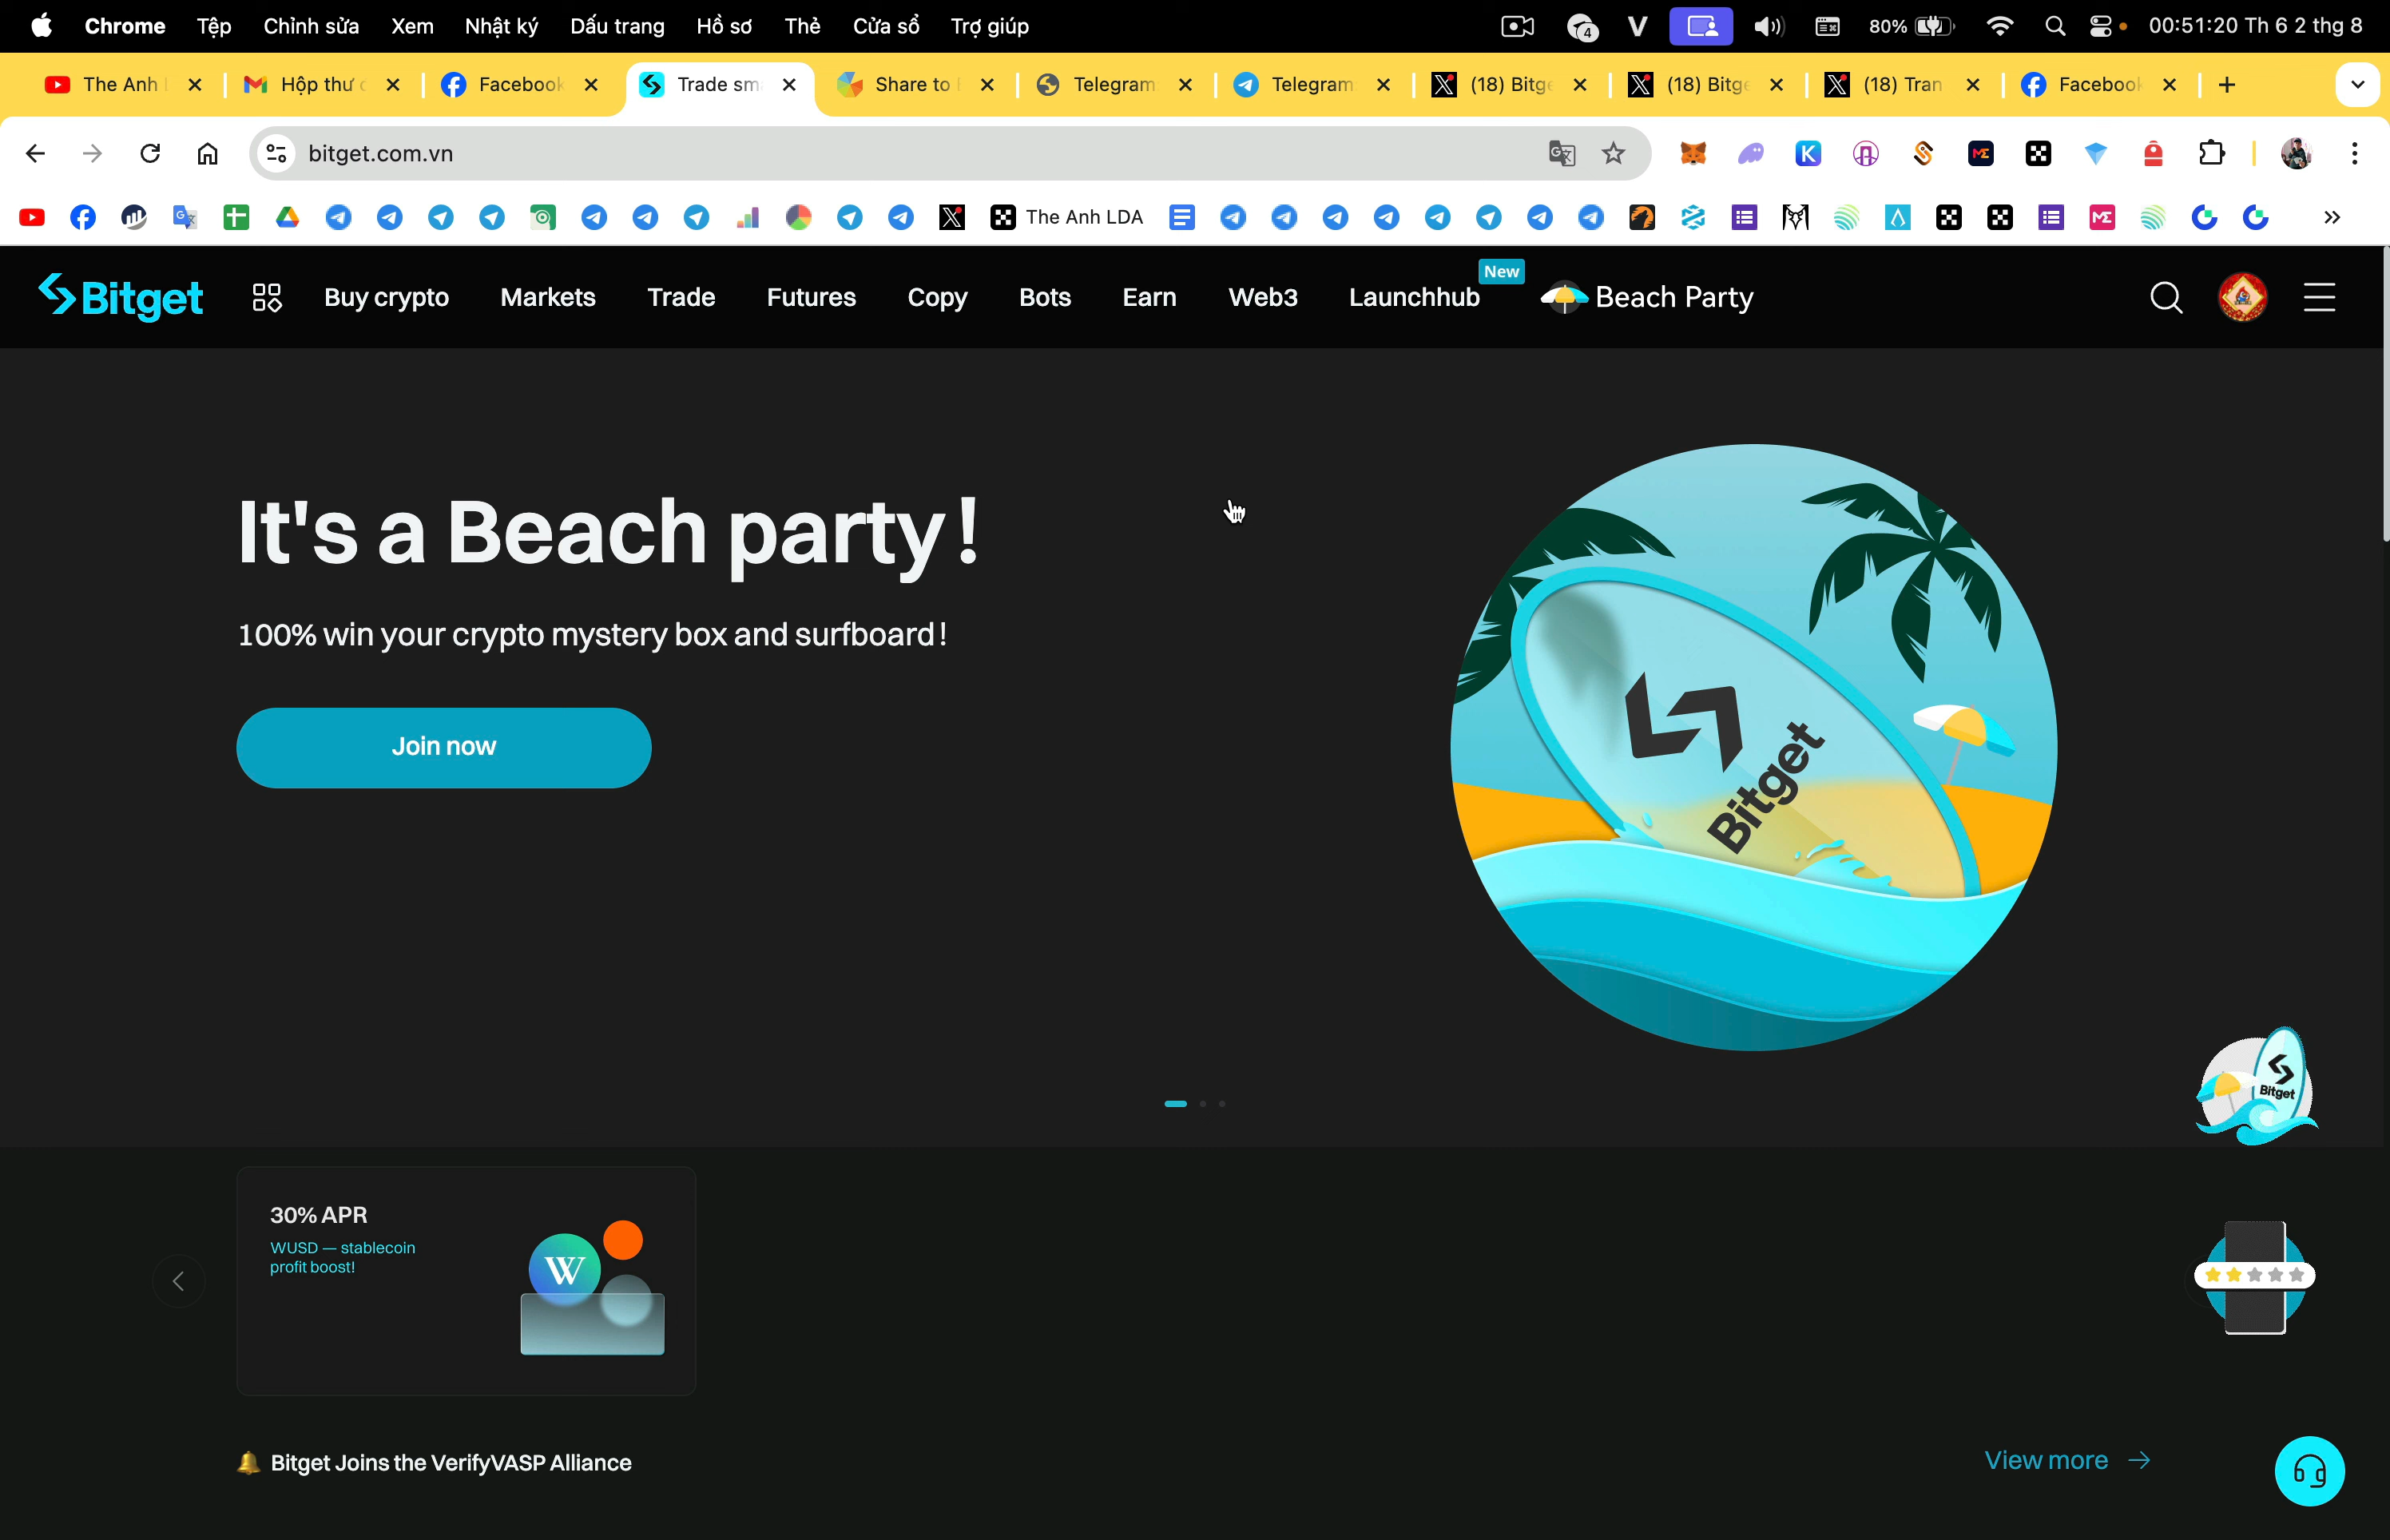 Chrome Tệp Chỉnh sửa Xem Nhật ký Dấu trang Hồ sơ Thẻ Cửa sổ Trợ giúp 4 V 80% 00:51:20 Th 6 2 thg 8
The Anh Hộp thư Facebook Trade sm Share to Telegram Telegram (18) Bitge (18) Bitge (18) Tran Facebook
bitget.com.vn
The Anh LDA
New
Bitget Buy crypto Markets Trade Futures Copy Bots Earn Web3 Launchhub Beach Party
It's a Beach party!
100% win your crypto mystery box and surfboard!
Join now
Bitget
Bitget
30% APR
WUSD — stablecoin
profit boost!
W
Bitget Joins the VerifyVASP Alliance
View more